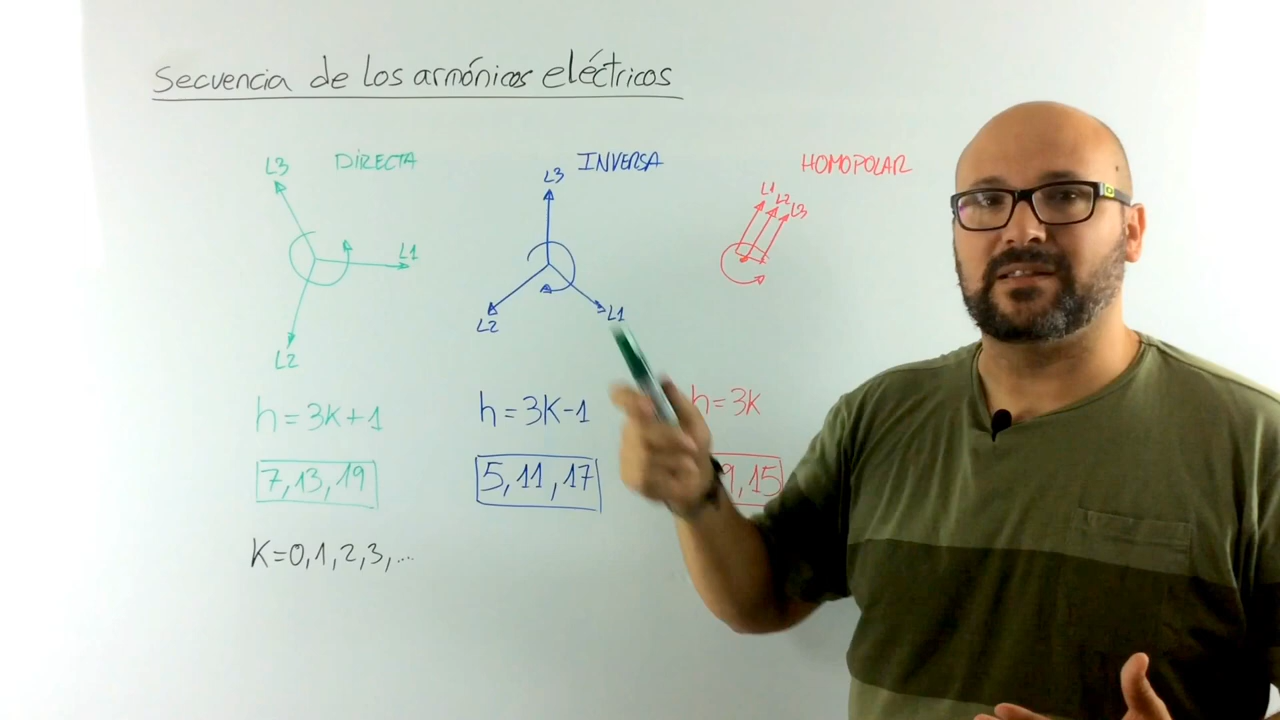 Secuencia de los armónicos eléctricos
DIRECTA
L3
L1
L2
h=3K+1
7,13,19
K=0,1,2,3,...
INVERSA
L3
L2
L1
h=3K-1
5,11,17
HOMOPOLAR
L1
L2
L3
h=3K
9,15